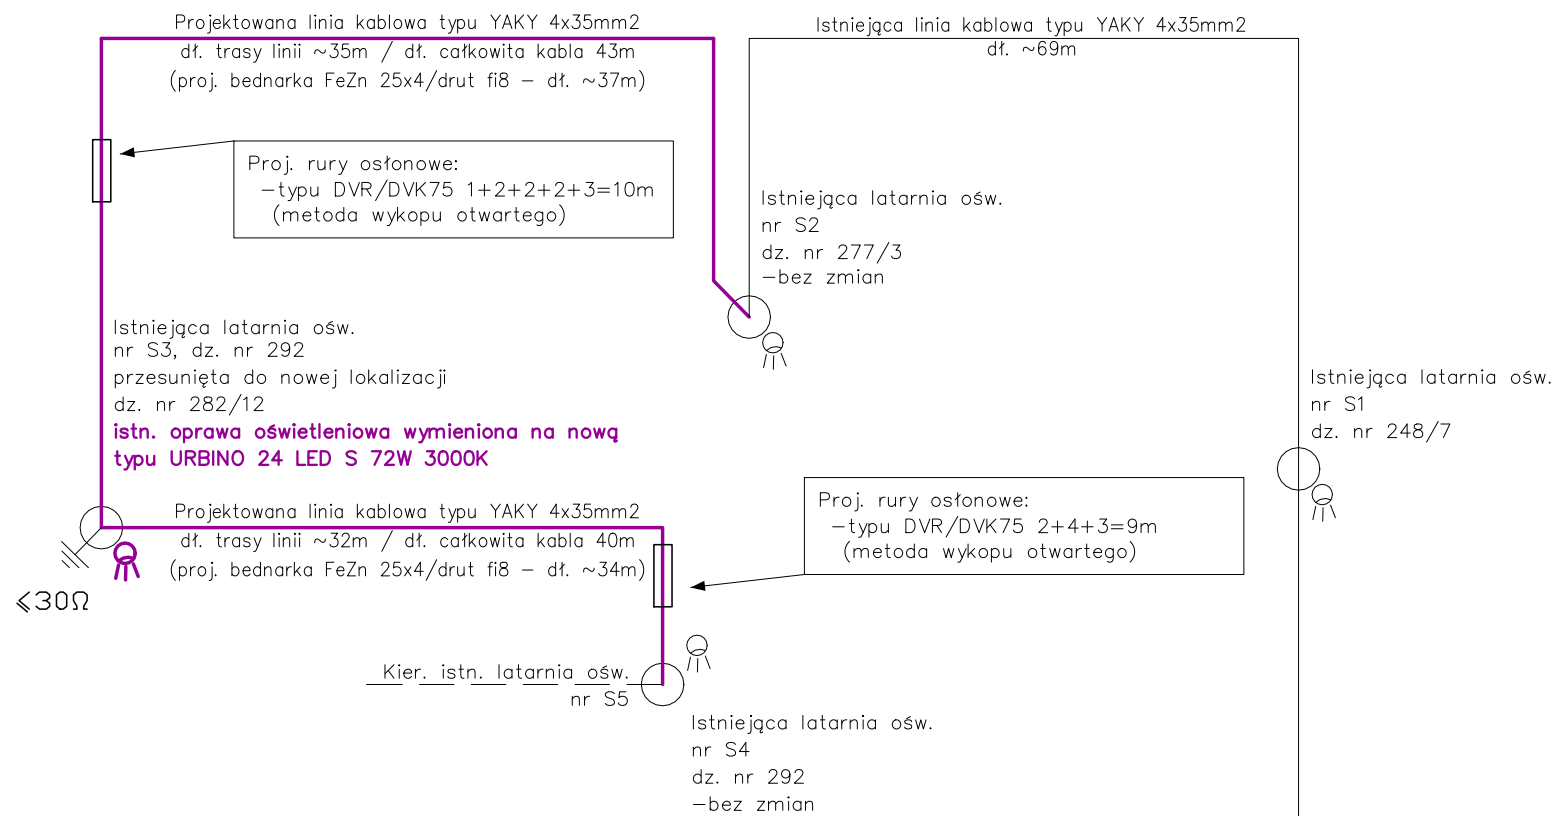 Projektowana linia kablowa typu YAKY 4x35mm2
dł. trasy linii ~35m / dł. całkowita kabla 43m
(proj. bednarka FeZn 25x4/drut fi8 – dł. ~37m)
Istniejąca linia kablowa typu YAKY 4x35mm2
dł. ~69m
Proj. rury osłonowe:
–typu DVR/DVK75 1+2+2+2+3=10m
(metoda wykopu otwartego)
Istniejąca latarnia ośw.
nr S2
dz. nr 277/3
–bez zmian
Istniejąca latarnia ośw.
nr S3, dz. nr 292
przesunięta do nowej lokalizacji
dz. nr 282/12
istn. oprawa oświetleniowa wymieniona na nową
typu URBINO 24 LED S 72W 3000K
Istniejąca latarnia ośw.
nr S1
dz. nr 248/7
Projektowana linia kablowa typu YAKY 4x35mm2
dł. trasy linii ~32m / dł. całkowita kabla 40m
(proj. bednarka FeZn 25x4/drut fi8 – dł. ~34m)
Proj. rury osłonowe:
–typu DVR/DVK75 2+4+3=9m
(metoda wykopu otwartego)
⩽30Ω
Kier. istn. latarnia ośw.
nr S5
Istniejąca latarnia ośw.
nr S4
dz. nr 292
–bez zmian